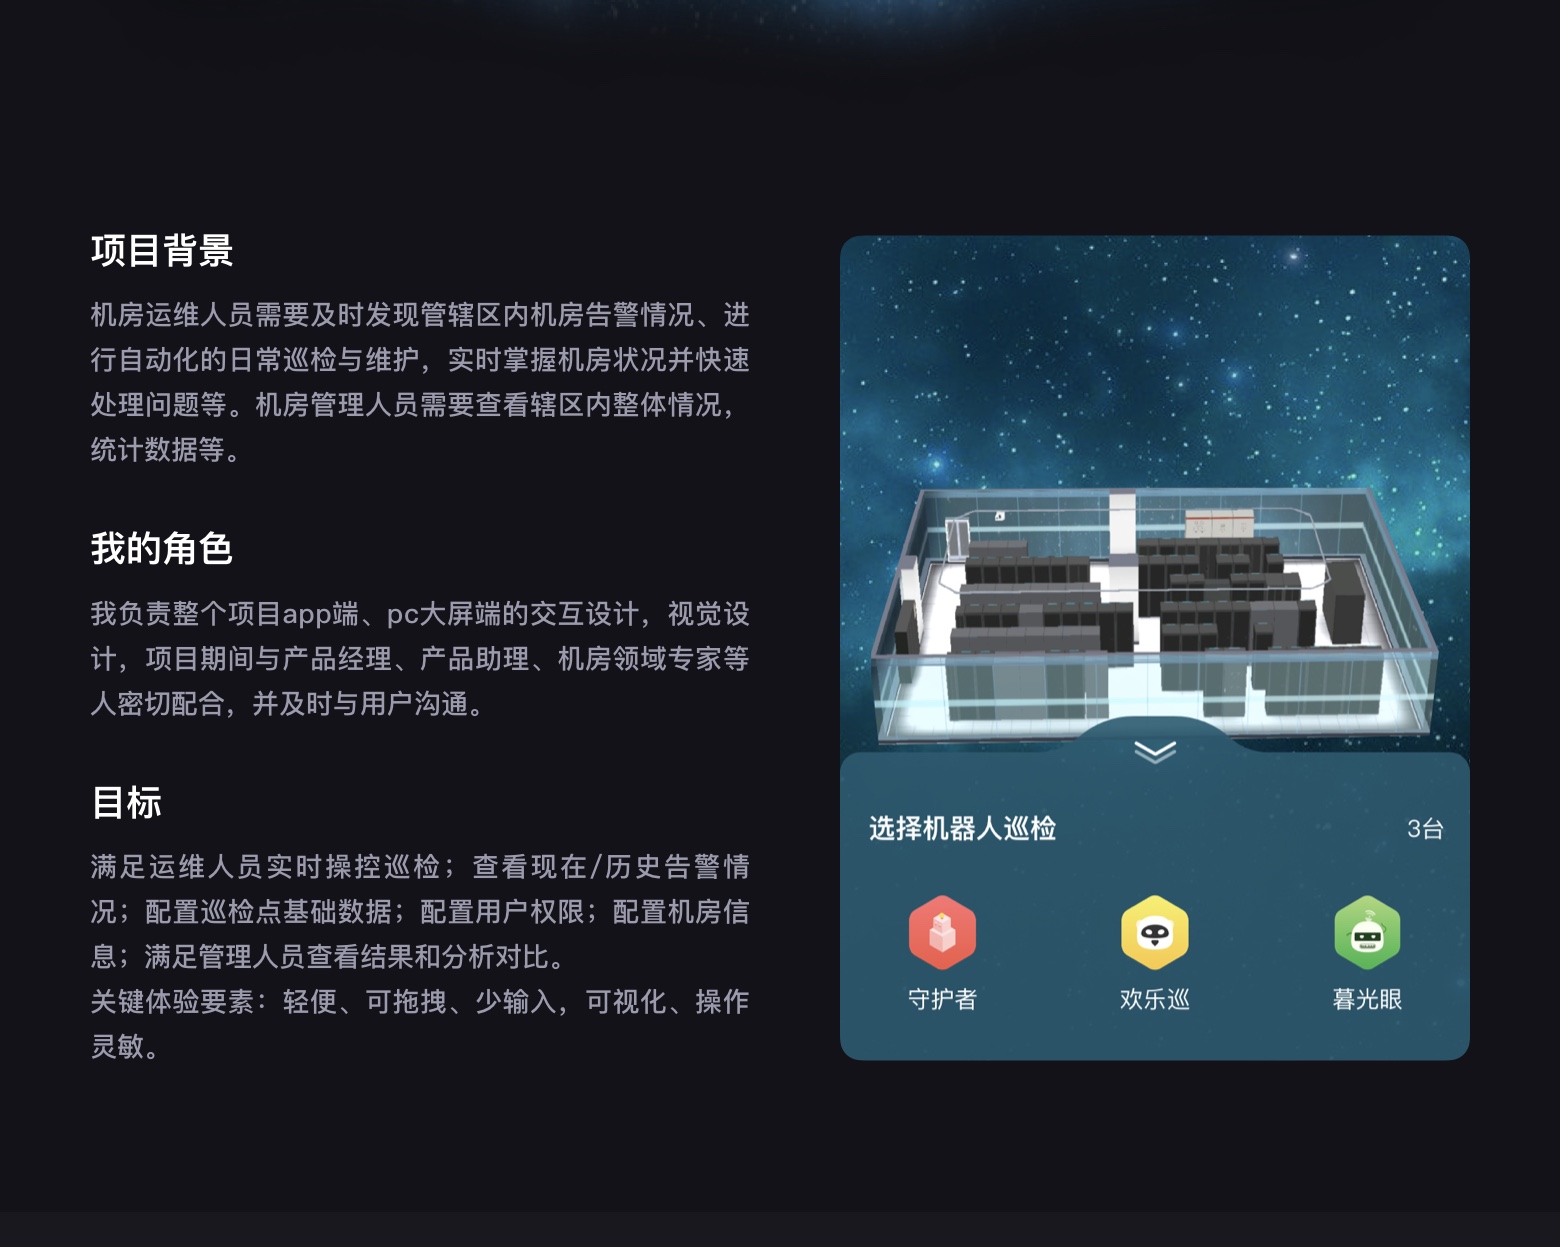 项目背景
机房运维人员需要及时发现管辖区内机房告警情况、进
行自动化的日常巡检与维护，实时掌握机房状况并快速
处理问题等。机房管理人员需要查看辖区内整体情况，
统计数据等。
我的角色
我负责整个项目app端、pc大屏端的交互设计，视觉设
计，项目期间与产品经理、产品助理、机房领域专家等
人密切配合，并及时与用户沟通。
目标
满足运维人员实时操控巡检；查看现在/历史告警情
况；配置巡检点基础数据；配置用户权限；配置机房信
息；满足管理人员查看结果和分析对比。
关键体验要素：轻便、可拖拽、少输入，可视化、操作
灵敏。
选择机器人巡检
3台
守护者
欢乐巡
暮光眼